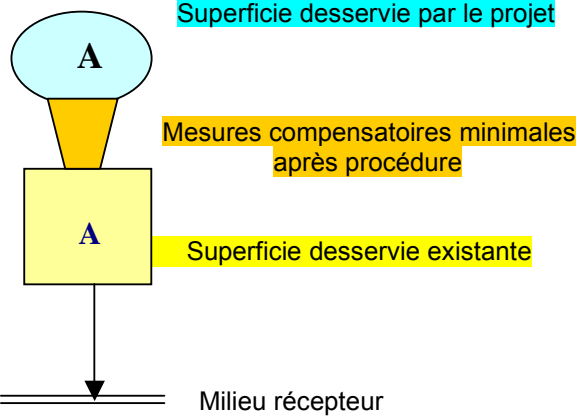 Superficie desservie par le projet
A
Mesures compensatoires minimales
après procédure
A
Superficie desservie existante
Milieu récepteur